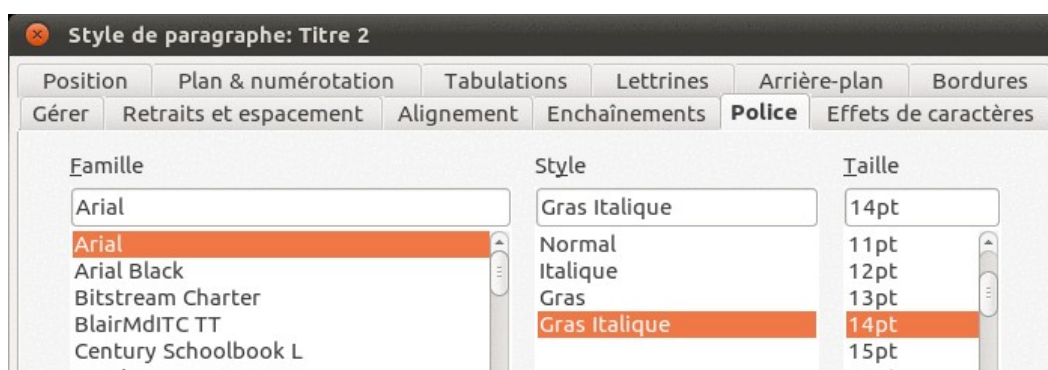 Style de paragraphe: Titre 2
Position Plan & numérotation Tabulations Lettrines Arrière-plan Bordures
Gérer Retraits et espacement Alignement Enchaînements Police Effets de caractères
Famille Style Taille
Arial Gras Italique 14pt
Arial Normal 11pt
Arial Black Italique 12pt
Bitstream Charter Gras 13pt
BlairMdITC TT Gras Italique 14pt
Century Schoolbook L 15pt